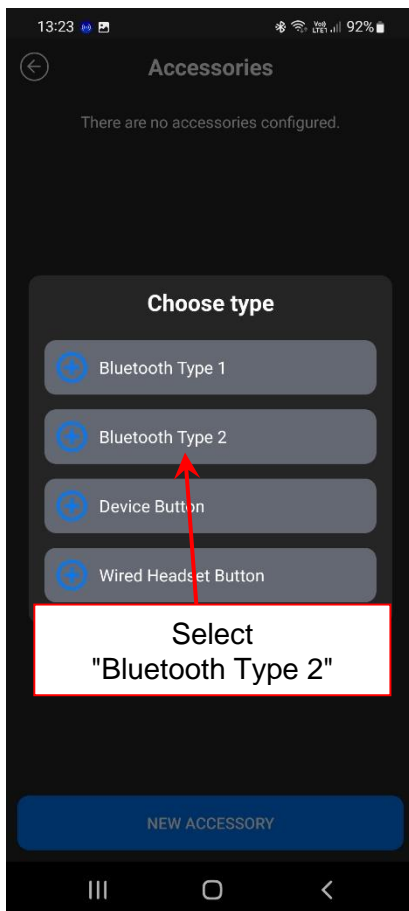 13:23 92%
Accessories
There are no accessories configured.
Choose type
Bluetooth Type 1
Bluetooth Type 2
Device Button
Wired Headset Button
Select
"Bluetooth Type 2"
NEW ACCESSORY